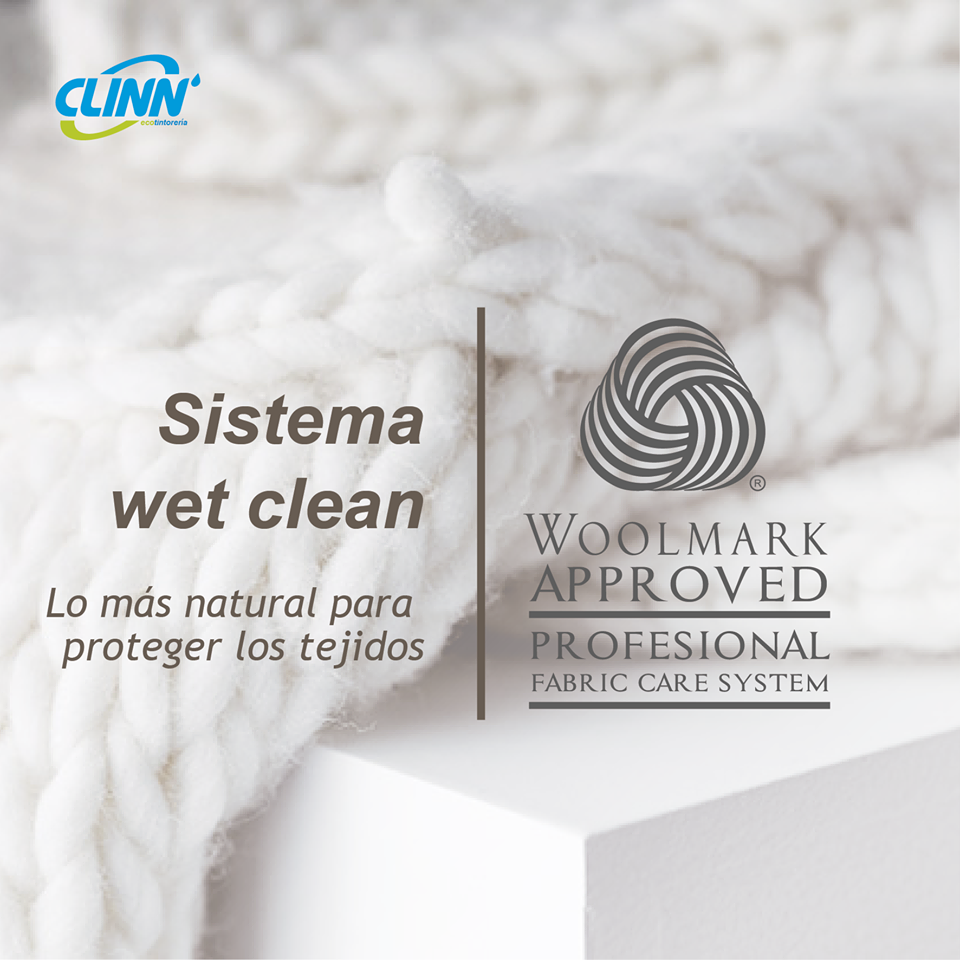 CLINN
ecotintorería
Sistema
wet clean
Lo más natural para
proteger los tejidos
®
WOOLMARK
APPROVED
PROFESIONAL
FABRIC CARE SYSTEM